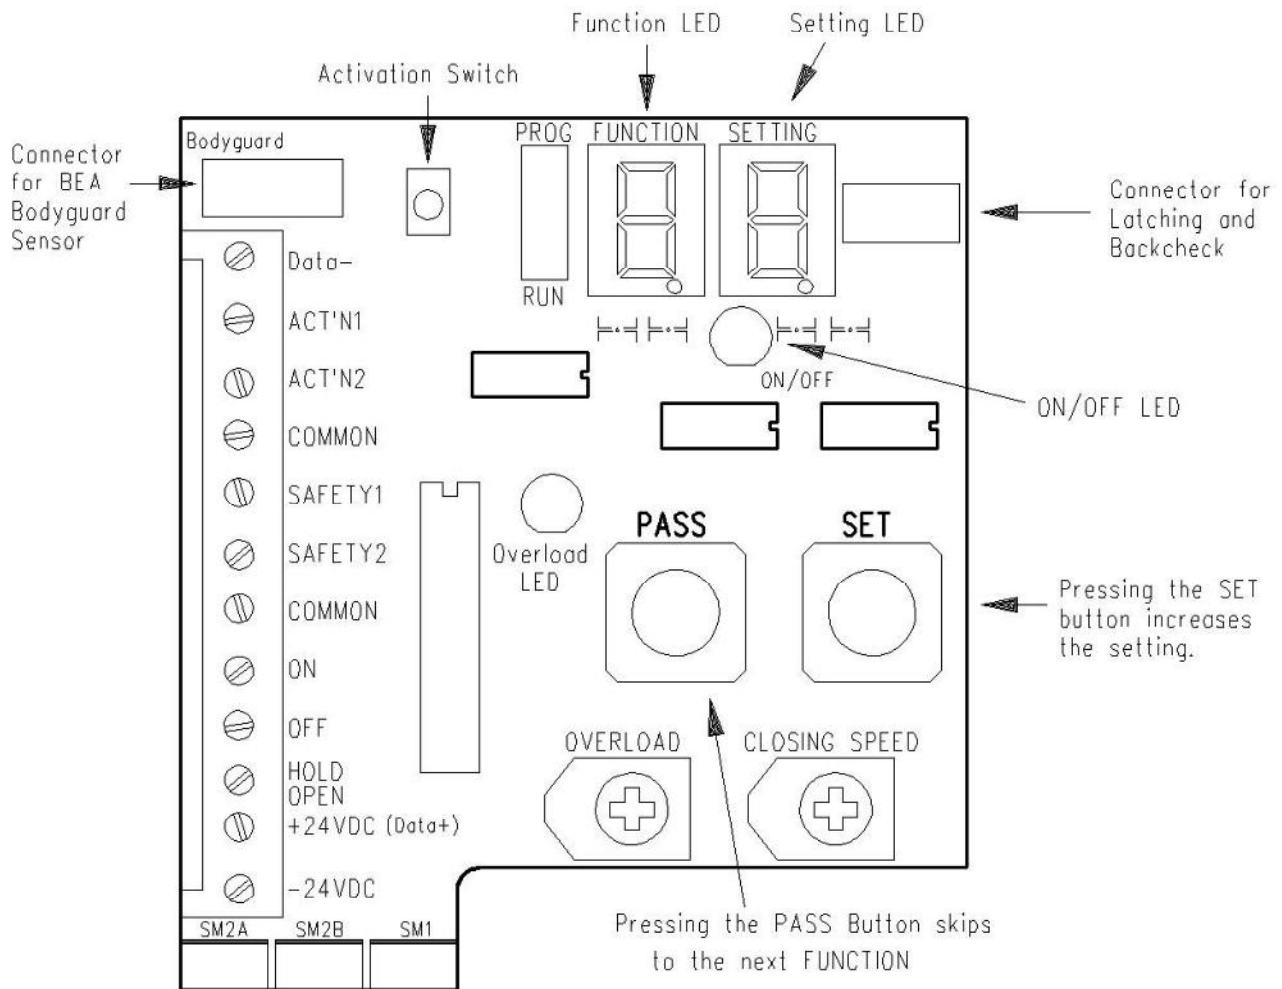 Function LED
Setting LED
Activation Switch
PROG FUNCTION SETTING
Bodyguard
Connector
for BEA
Bodyguard
Sensor
Connector for
Latching and
Backcheck
RUN
Data-
ACT'N1
ACT'N2
COMMON
SAFETY1
SAFETY2
COMMON
ON
OFF
HOLD
OPEN
+24VDC (Data+)
-24VDC
ON/OFF
ON/OFF LED
Overload
LED
PASS
SET
Pressing the SET
button increases
the setting.
OVERLOAD
CLOSING SPEED
SM2A
SM2B
SM1
Pressing the PASS Button skips
to the next FUNCTION